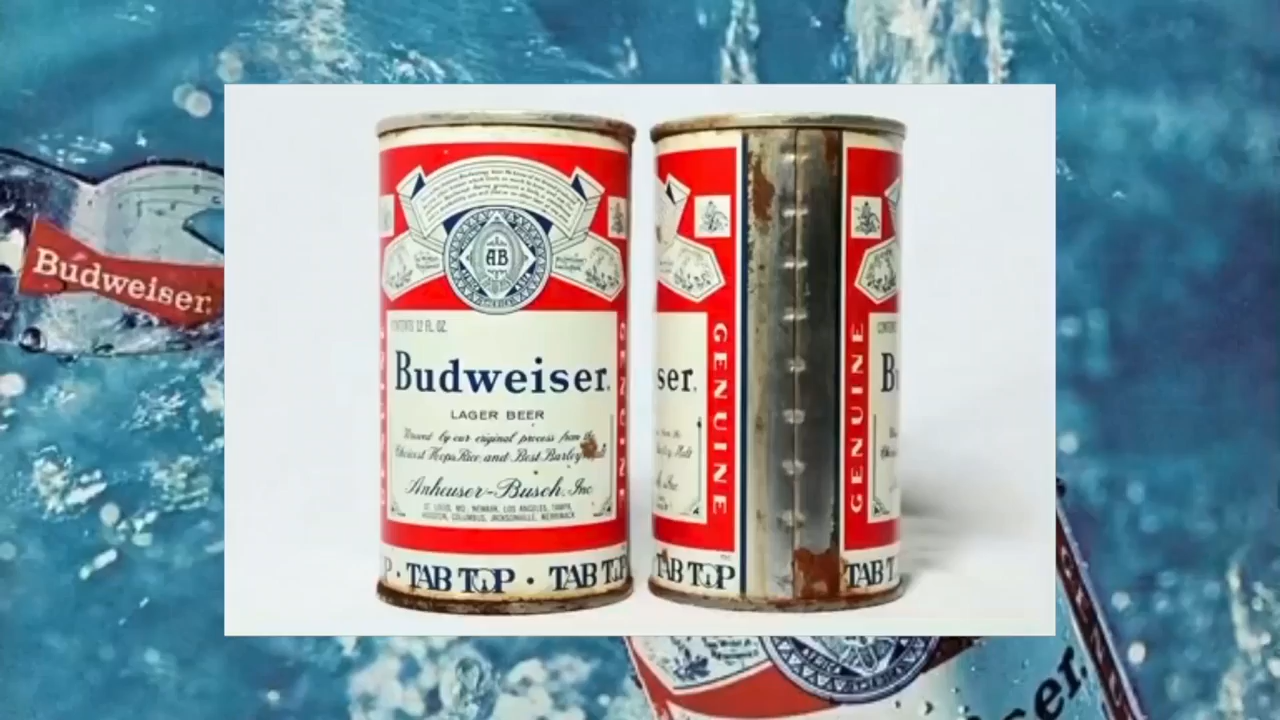 Budweiser.
AB
CONTENTS 12 FL. OZ.
Budweiser.
LAGER BEER
Brewed by our original process from the
Choicest Hops, Rice and Best Barley
Anheuser-Busch, Inc.
ST. LOUIS, MO. NEWARK, LOS ANGELES, TAMPA,
HOUSTON, COLUMBUS, JACKSONVILLE, MERRIMACK
GENUINE
P · TAB TOP · TAB TOP
ser.
GENUINE
TAB TOP
GENUINE
B
TAB T
ser.